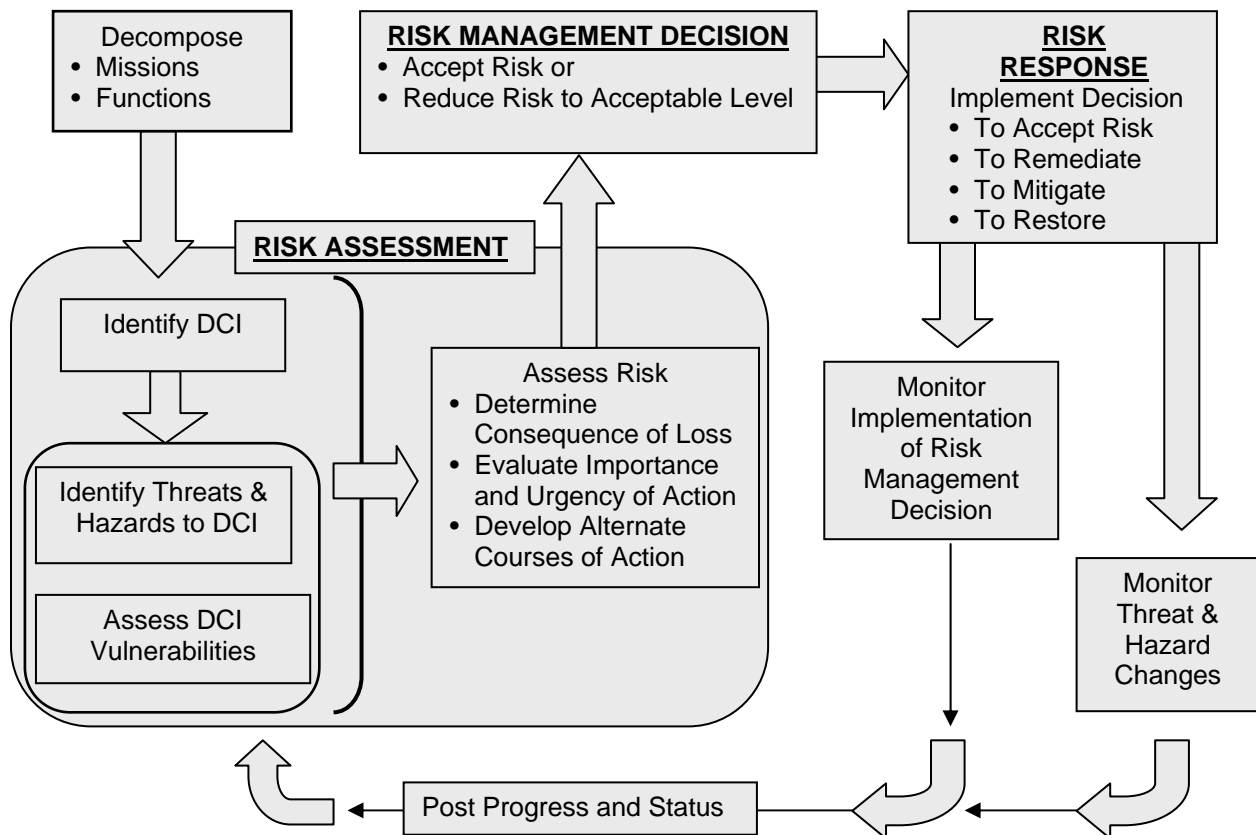 Decompose
• Missions
• Functions
RISK MANAGEMENT DECISION
• Accept Risk or
• Reduce Risk to Acceptable Level
RISK
RESPONSE
Implement Decision
• To Accept Risk
• To Remediate
• To Mitigate
• To Restore
RISK ASSESSMENT
Identify DCI
Identify Threats &
Hazards to DCI
Assess DCI
Vulnerabilities
Assess Risk
• Determine
Consequence of Loss
• Evaluate Importance
and Urgency of Action
• Develop Alternate
Courses of Action
Monitor
Implementation
of Risk
Management
Decision
Monitor
Threat &
Hazard
Changes
Post Progress and Status